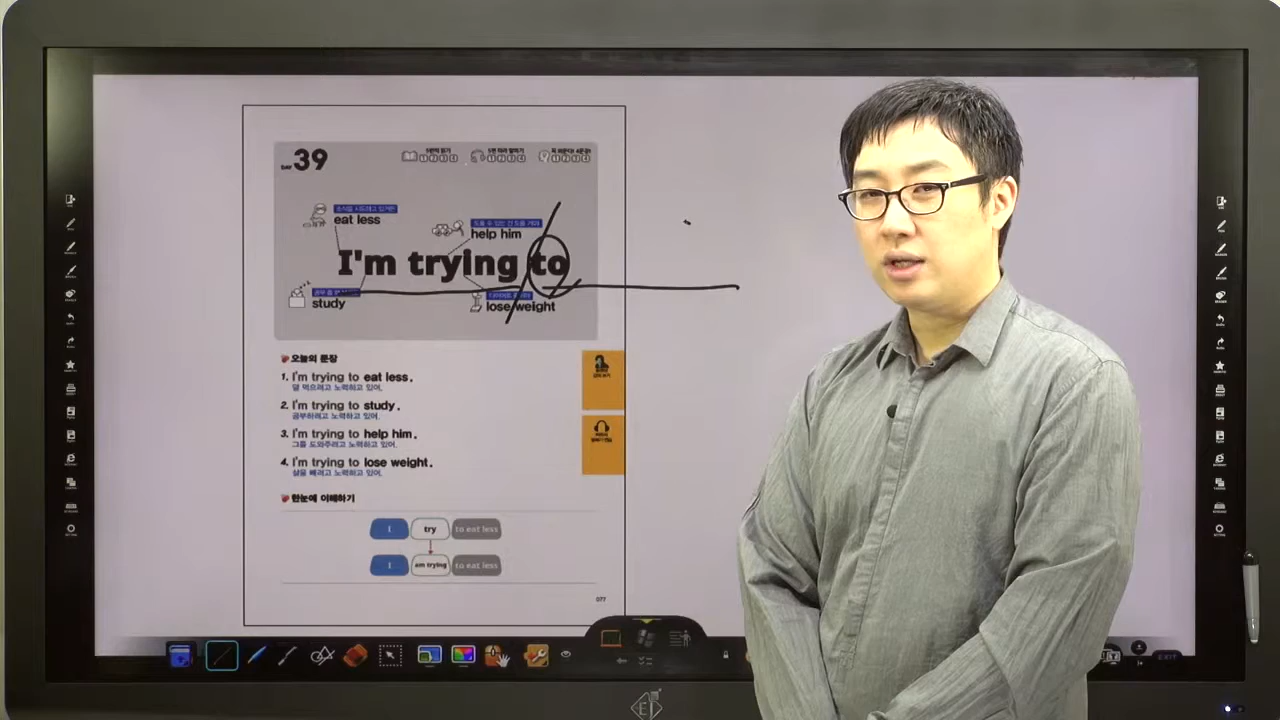 DAY 39
eat less
help him
I'm trying to
study
lose weight
오늘의 문장
1. I'm trying to eat less.
덜 먹으려고 노력하고 있어.
2. I'm trying to study.
공부하려고 노력하고 있어.
3. I'm trying to help him.
그를 도와주려고 노력하고 있어.
4. I'm trying to lose weight.
살을 빼려고 노력하고 있어.
한눈에 이해하기
I try to eat less
I am trying to eat less
077
EXIT